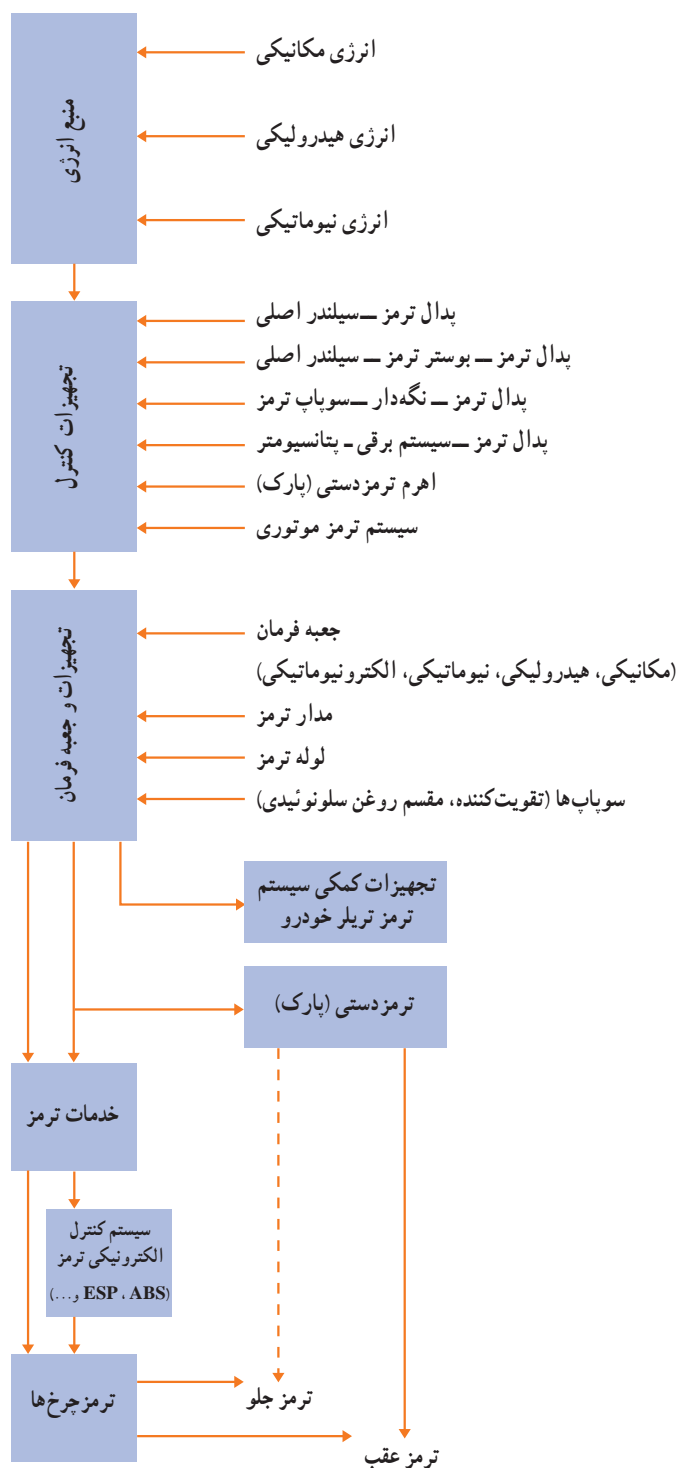 منبع انرژی
انرژی مکانیکی
انرژی هیدرولیکی
انرژی نیوماتیکی
تجهیزات کنترل
پدال ترمز ــ سیلندر اصلی
پدال ترمز ــ بوستر ترمز ــ سیلندر اصلی
پدال ترمز ــ نگه‌دار ــ سوپاپ ترمز
پدال ترمز ــ سیستم برقی ـ پتانسیومتر
اهرم ترمزدستی (پارک)
سیستم ترمز موتوری
تجهیزات و جعبه فرمان
جعبه فرمان
(مکانیکی، هیدرولیکی، نیوماتیکی، الکترونیوماتیکی)
مدار ترمز
لوله ترمز
سوپاپ‌ها (تقویت‌کننده، مقسم روغن سلونوئیدی)
تجهیزات کمکی سیستم
ترمز تریلر خودرو
ترمزدستی (پارک)
خدمات ترمز
سیستم کنترل
الکترونیکی ترمز
(ESP ، ABS و...)
ترمزچرخ‌ها
ترمز جلو
ترمز عقب